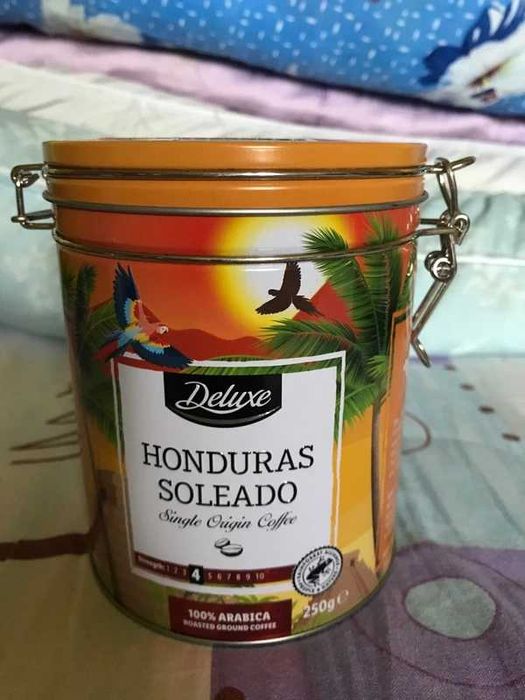 Deluxe
HONDURAS
SOLEADO
Single Origin Coffee
Strength: 1 2 3 4 5 6 7 8 9 10
100% ARABICA
ROASTED GROUND COFFEE
250g ℮